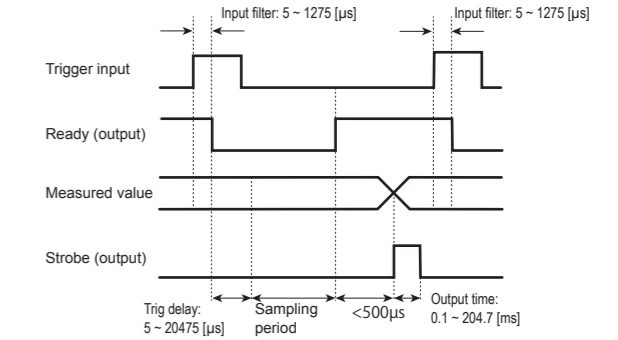 Input filter: 5 ~ 1275 [µs]
Input filter: 5 ~ 1275 [µs]
Trigger input
Ready (output)
Measured value
Strobe (output)
Trig delay:
5 ~ 20475 [µs]
Sampling
period
<500µs
Output time:
0.1 ~ 204.7 [ms]